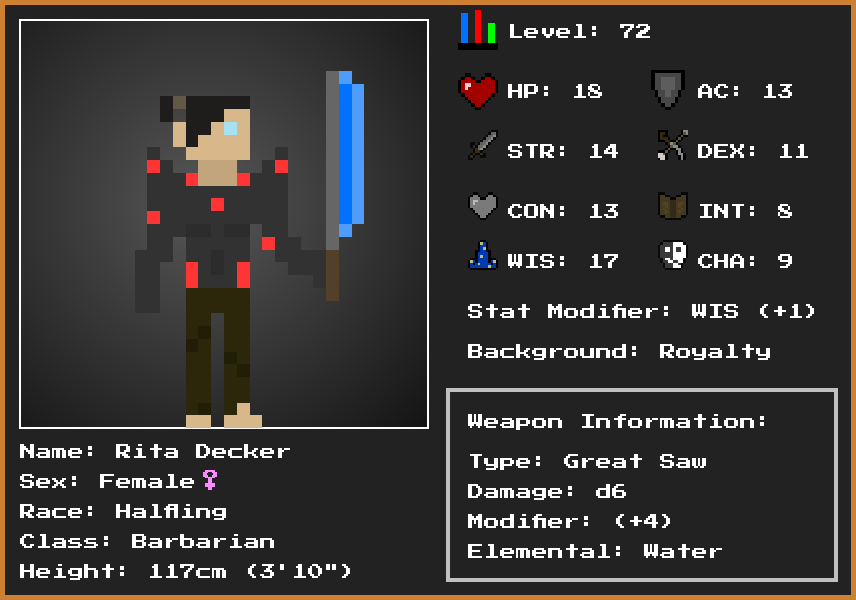 Level: 72
HP: 18 AC: 13
STR: 14 DEX: 11
CON: 13 INT: 8
WIS: 17 CHA: 9
Stat Modifier: WIS (+1)
Background: Royalty
Weapon Information:
Type: Great Saw
Damage: d6
Modifier: (+4)
Elemental: Water
Name: Rita Decker
Sex: Female♀
Race: Halfling
Class: Barbarian
Height: 117cm (3'10")